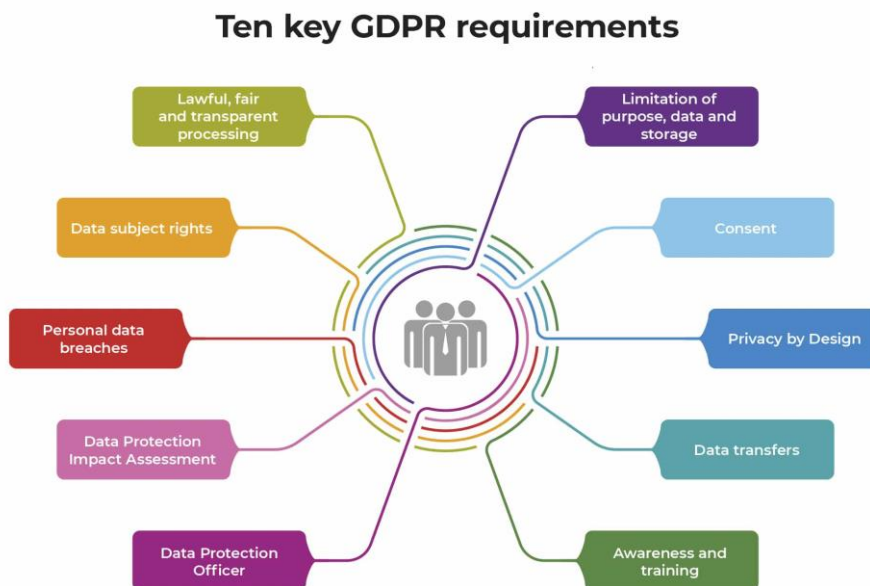 Ten key GDPR requirements
Lawful, fair
and transparent
processing
Limitation of
purpose, data and
storage
Data subject rights
Consent
Personal data
breaches
Privacy by Design
Data Protection
Impact Assessment
Data transfers
Data Protection
Officer
Awareness and
training